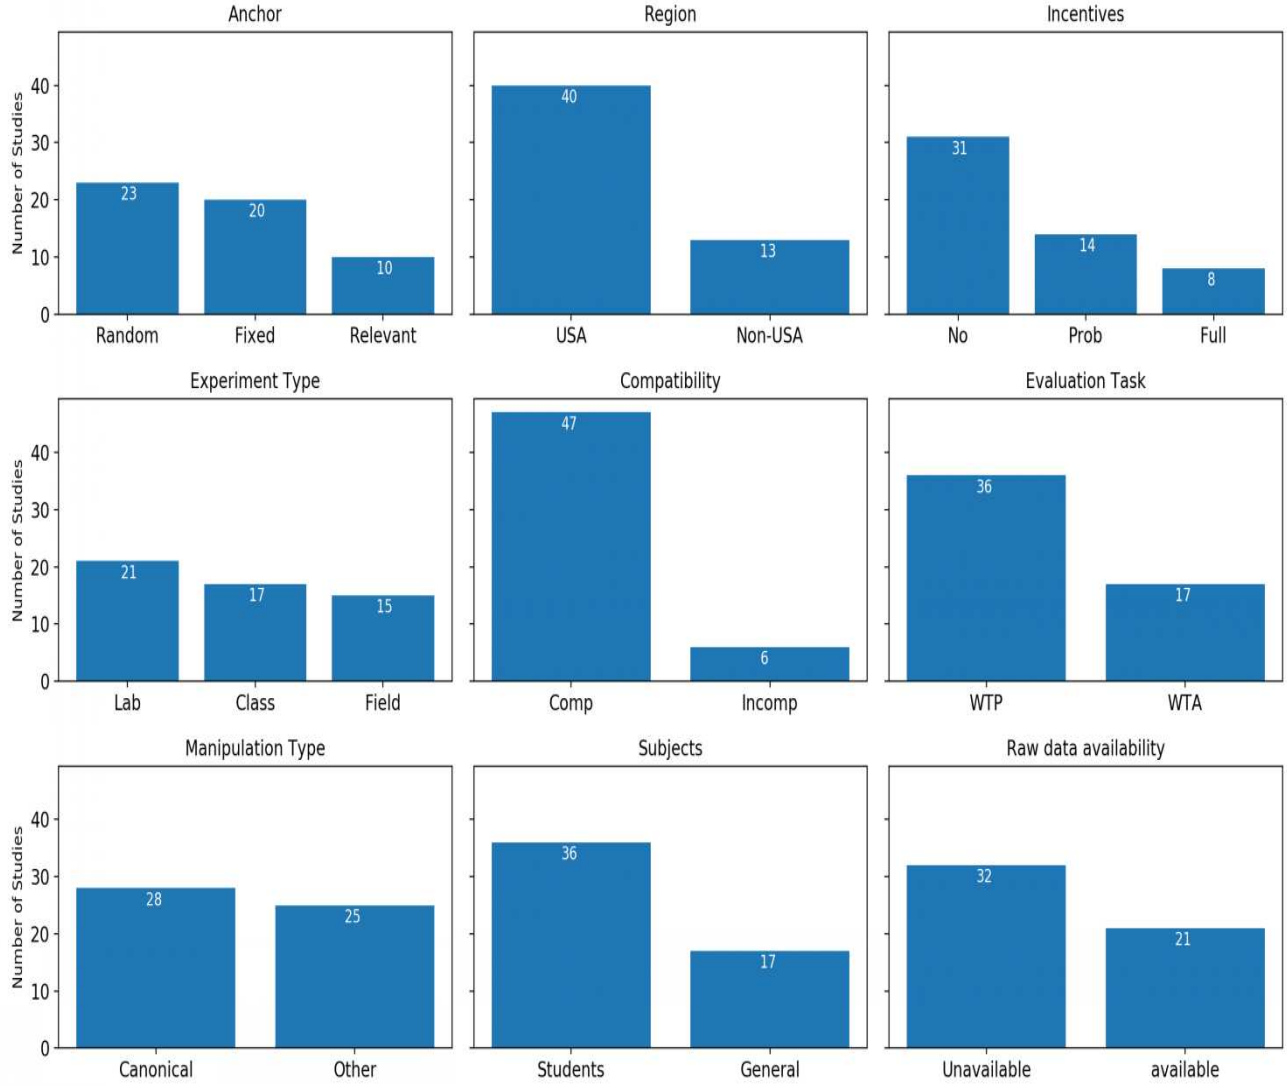 Anchor Region Incentives
Number of Studies
40
30
20
10
0
23 20 10
40 13
31 14 8
Random Fixed Relevant USA Non-USA No Prob Full
Experiment Type Compatibility Evaluation Task
Number of Studies
40
30
20
10
0
21 17 15
47 6
36 17
Lab Class Field Comp Incomp WTP WTA
Manipulation Type Subjects Raw data availability
Number of Studies
40
30
20
10
0
28 25
36 17
32 21
Canonical Other Students General Unavailable available